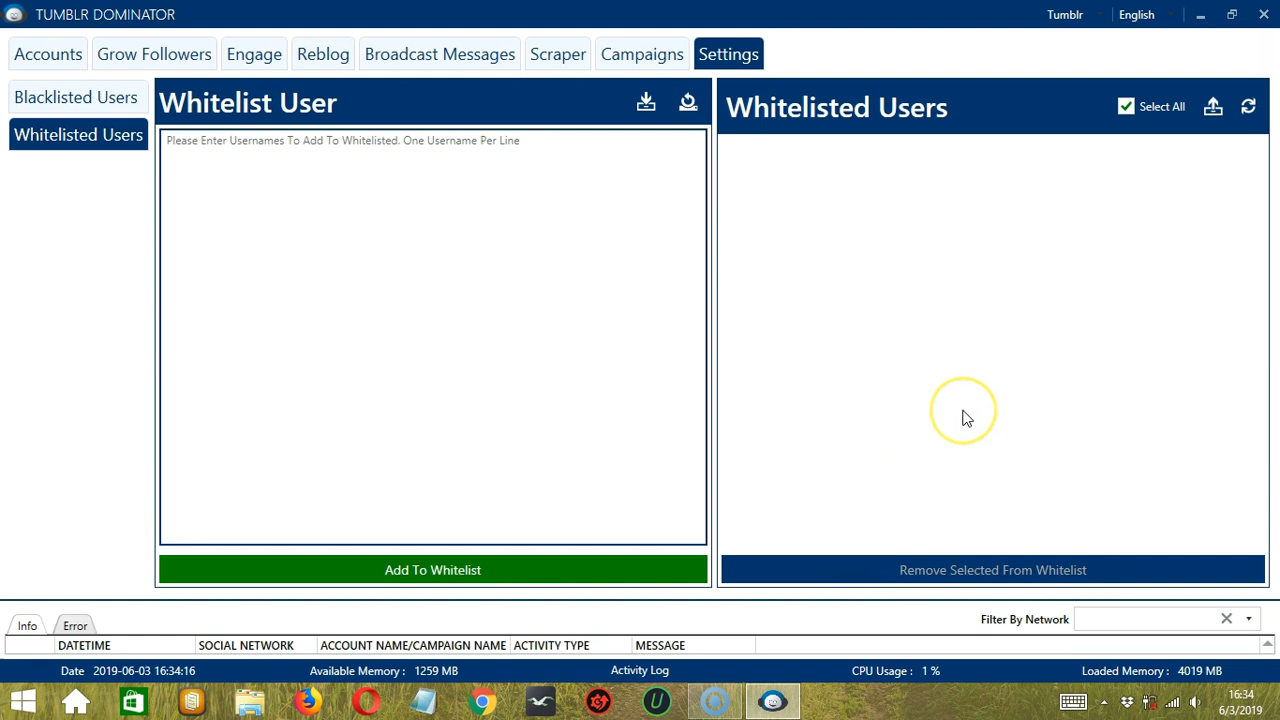 TUMBLR DOMINATOR
Tumblr
English
Accounts
Grow Followers
Engage
Reblog
Broadcast Messages
Scraper
Campaigns
Settings
Blacklisted Users
Whitelisted Users
Whitelist User
Please Enter Usernames To Add To Whitelisted. One Username Per Line
Add To Whitelist
Whitelisted Users
Select All
Remove Selected From Whitelist
Info
Error
Filter By Network
DATETIME
SOCIAL NETWORK
ACCOUNT NAME/CAMPAIGN NAME
ACTIVITY TYPE
MESSAGE
Date 2019-06-03 16:34:16
Available Memory : 1259 MB
Activity Log
CPU Usage : 1 %
Loaded Memory : 4019 MB
16:34
6/3/2019